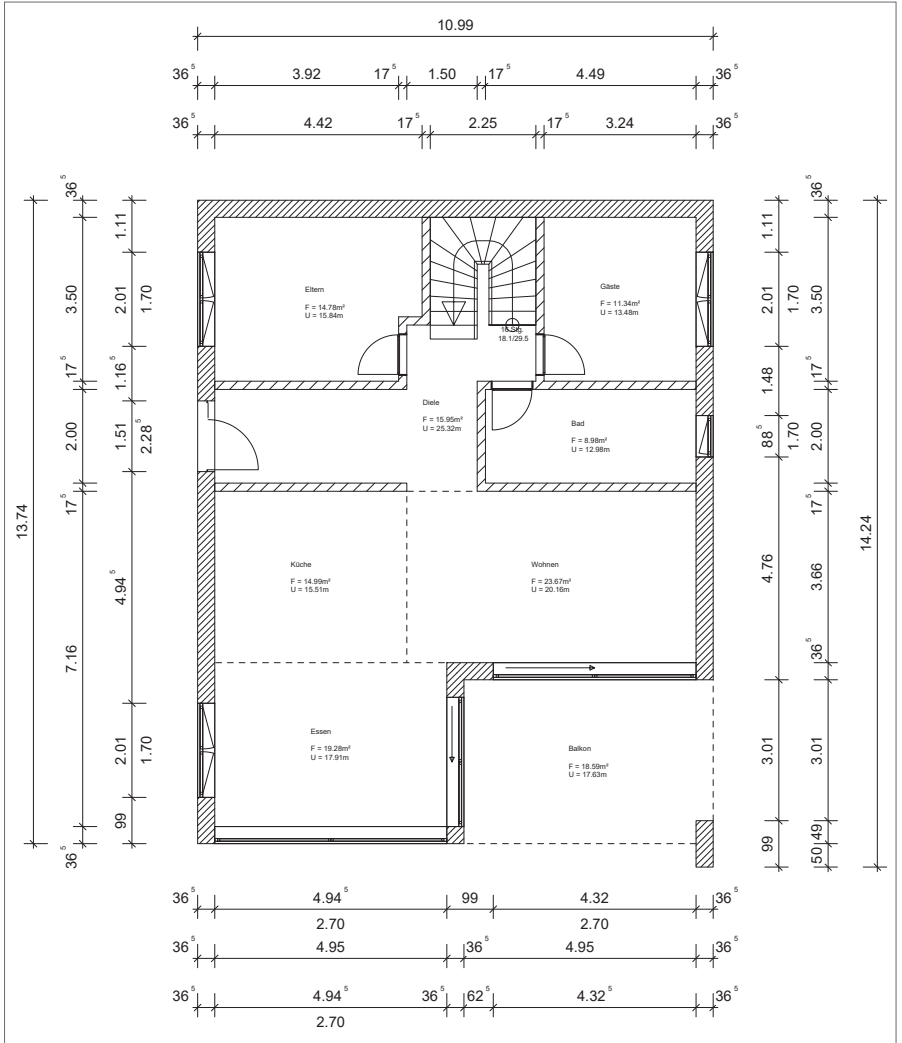 10.99
36⁵ 3.92 17⁵ 1.50 17⁵ 4.49 36⁵
36⁵ 4.42 17⁵ 2.25 17⁵ 3.24 36⁵
13.74
36⁵ 3.50 17⁵ 2.00 17⁵ 7.16 36⁵
1.11 2.01 1.16⁵ 1.51 4.94⁵ 2.01 99
1.70 2.28⁵ 1.70
Eltern
F = 14.78m²
U = 15.84m
16 Stg.
18.1/29.5
Gäste
F = 11.34m²
U = 13.48m
Diele
F = 15.95m²
U = 25.32m
Bad
F = 8.98m²
U = 12.98m
Küche
F = 14.99m²
U = 15.51m
Wohnen
F = 23.67m²
U = 20.16m
Essen
F = 19.28m²
U = 17.91m
Balkon
F = 18.59m²
U = 17.63m
1.11 2.01 1.48 88⁵ 4.76 3.01 99
1.70 1.70
36⁵ 3.50 17⁵ 2.00 17⁵ 3.66 36⁵ 3.01 49 50
14.24
36⁵ 4.94⁵ 99 4.32 36⁵
2.70 2.70
36⁵ 4.95 36⁵ 4.95 36⁵
36⁵ 4.94⁵ 36⁵ 62⁵ 4.32⁵ 36⁵
2.70